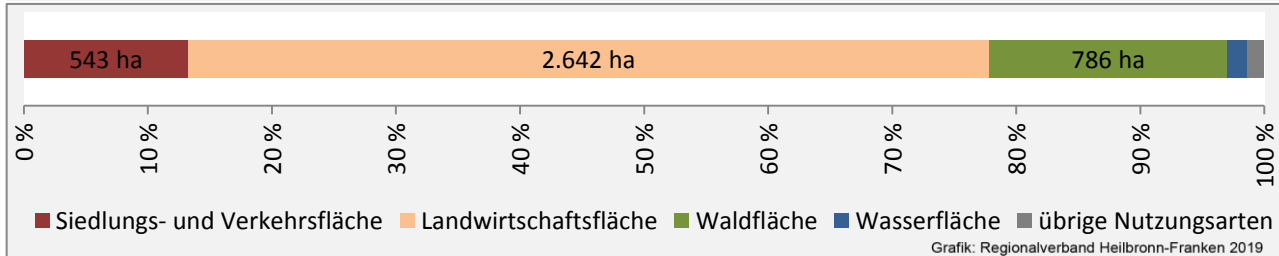 543 ha 2.642 ha 786 ha
0 % 10 % 20 % 30 % 40 % 50 % 60 % 70 % 80 % 90 % 100 %
Siedlungs- und Verkehrsfläche Landwirtschaftsfläche Waldfläche Wasserfläche übrige Nutzungsarten
Grafik: Regionalverband Heilbronn-Franken 2019